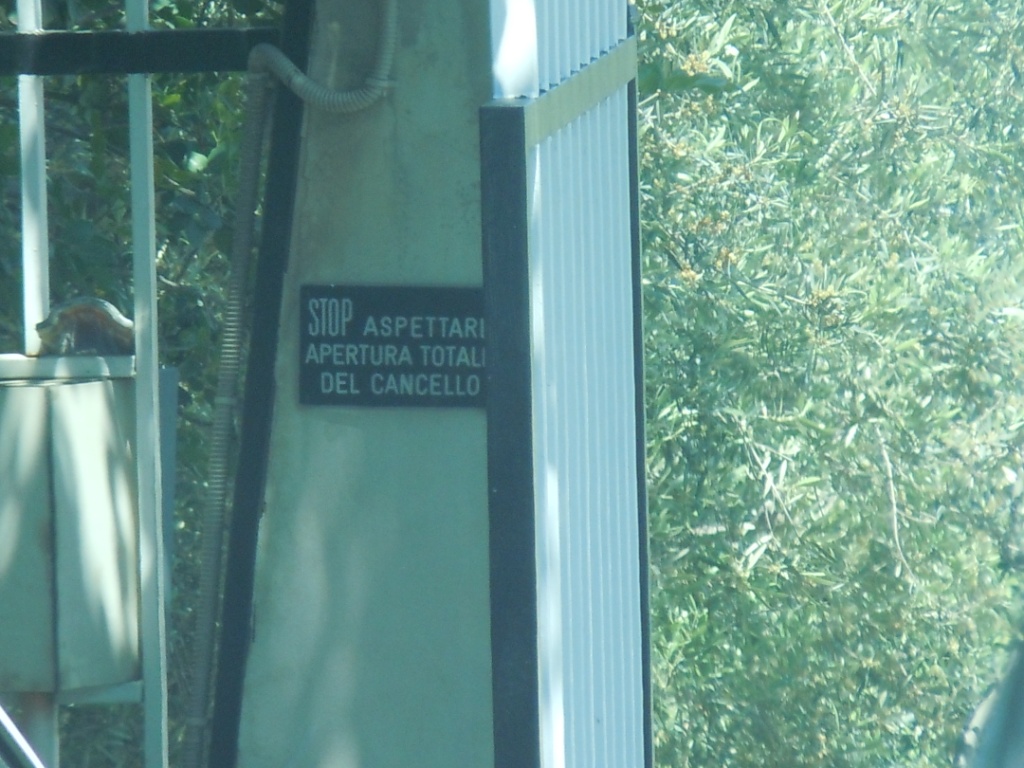 STOP ASPETTAR
APERTURA TOTAL
DEL CANCELLO